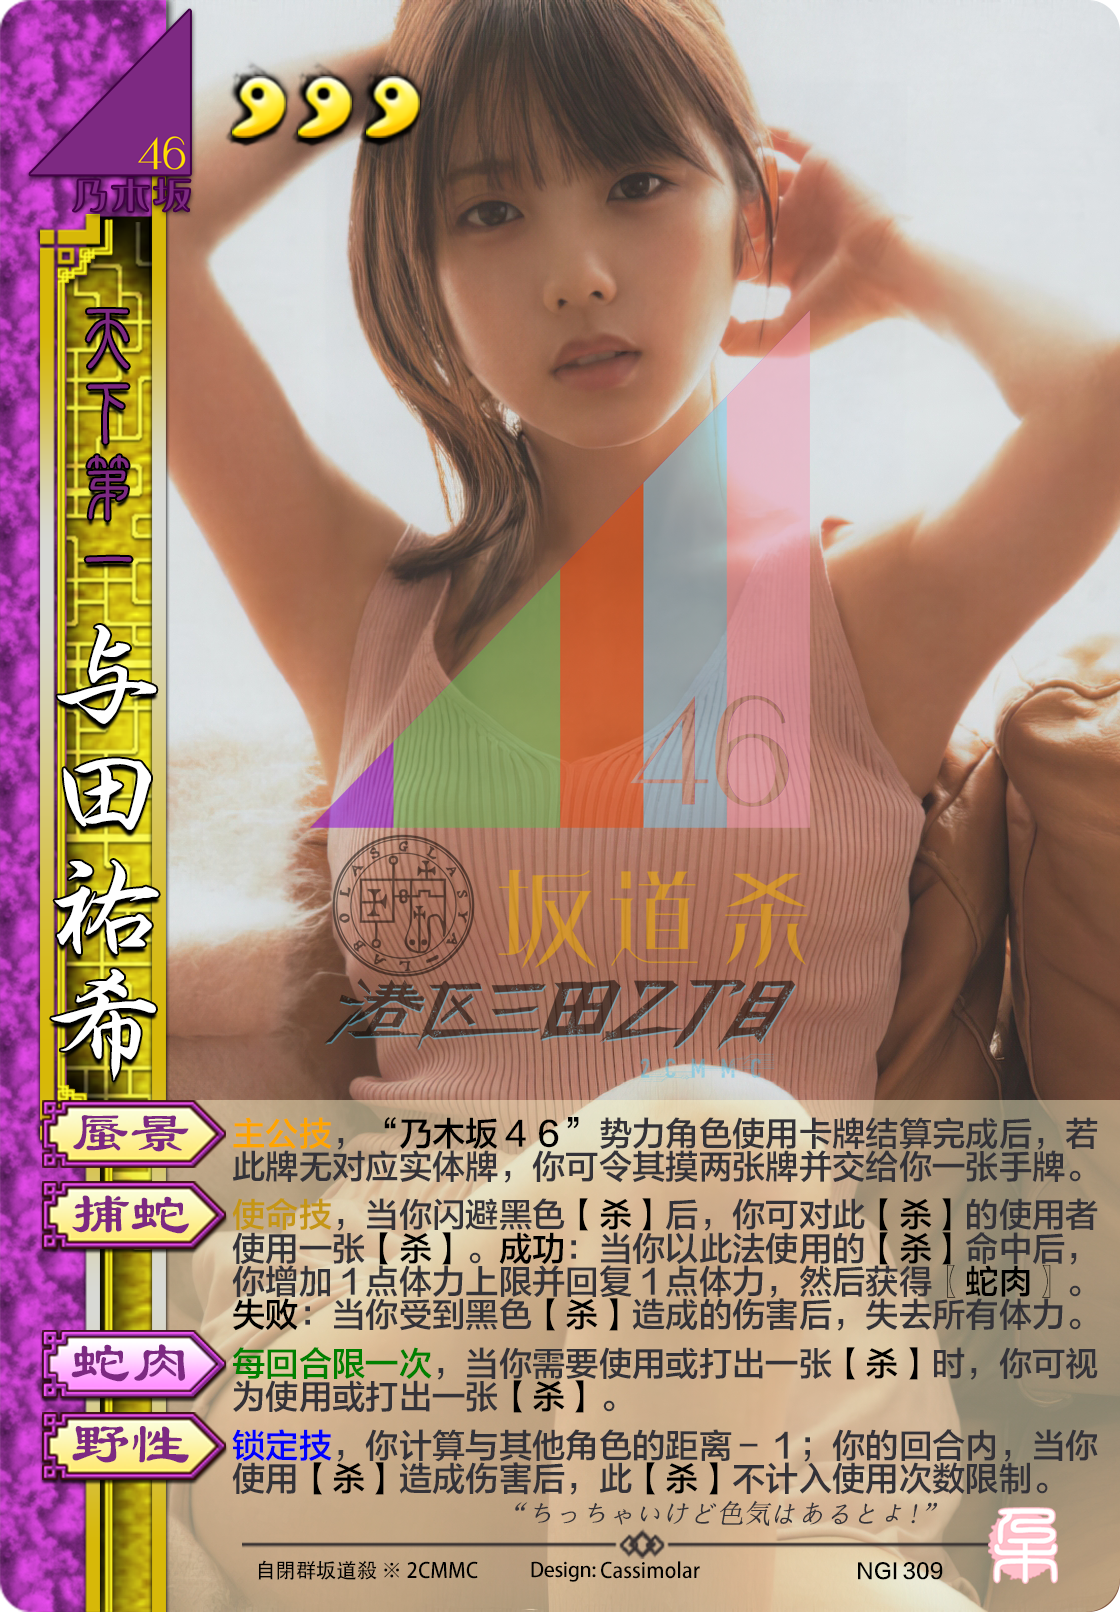 46
乃木坂
天下第一
与田祐希
46
GLASYA LABOLAS
坂道杀
港区三田乙丁目
2CMMC
蜃景
主公技，“乃木坂４６”势力角色使用卡牌结算完成后，若
此牌无对应实体牌，你可令其摸两张牌并交给你一张手牌。
捕蛇
使命技，当你闪避黑色【杀】后，你可对此【杀】的使用者
使用一张【杀】。成功：当你以此法使用的【杀】命中后，
你增加１点体力上限并回复１点体力，然后获得〖蛇肉〗。
失败：当你受到黑色【杀】造成的伤害后，失去所有体力。
蛇肉
每回合限一次，当你需要使用或打出一张【杀】时，你可视
为使用或打出一张【杀】。
野性
锁定技，你计算与其他角色的距离－１；你的回合内，当你
使用【杀】造成伤害后，此【杀】不计入使用次数限制。
“ちっちゃいけど色気はあるとよ！”
自閉群坂道殺 ※ 2CMMC
Design: Cassimolar
NGI 309